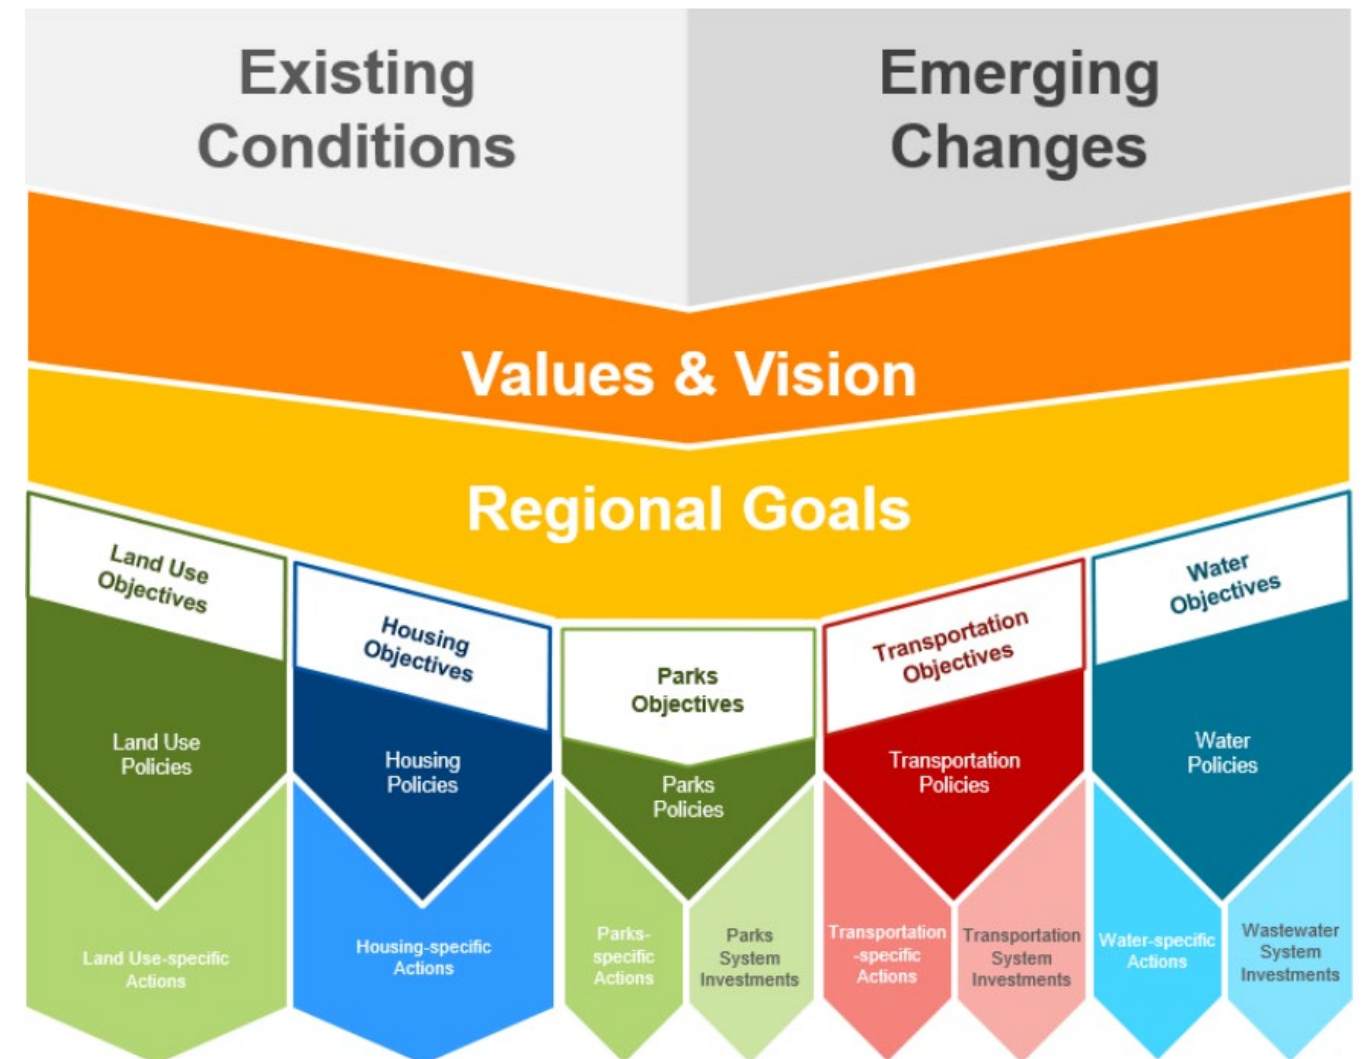 Existing
Conditions
Emerging
Changes
Values & Vision
Regional Goals
Land Use
Objectives
Housing
Objectives
Parks
Objectives
Transportation
Objectives
Water
Objectives
Land Use
Policies
Housing
Policies
Parks
Policies
Transportation
Policies
Water
Policies
Land Use-specific
Actions
Housing-specific
Actions
Parks-
specific
Actions
Parks
System
Investments
Transportation
-specific
Actions
Transportation
System
Investments
Water-specific
Actions
Wastewater
System
Investments